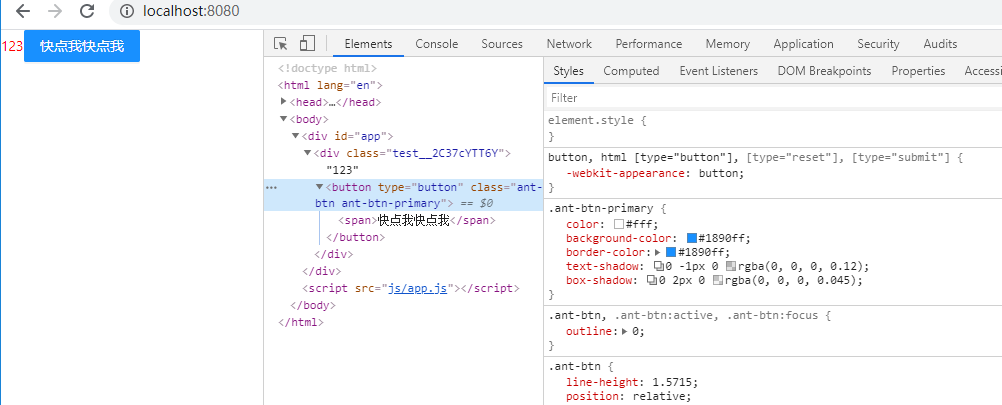 localhost:8080
123 快点我快点我
Elements Console Sources Network Performance Memory Application Security Audits
<!doctype html>
<html lang="en">
<head>…</head>
<body>
<div id="app">
<div class="test__2C37cYTT6Y">
"123"
… <button type="button" class="ant-
btn ant-btn-primary"> == $0
<span>快点我快点我</span>
</button>
</div>
</div>
<script src="js/app.js"></script>
</body>
</html>
Styles Computed Event Listeners DOM Breakpoints Properties Accessi
Filter
element.style {
}
button, html [type="button"], [type="reset"], [type="submit"] {
-webkit-appearance: button;
}
.ant-btn-primary {
color: #fff;
background-color: #1890ff;
border-color: #1890ff;
text-shadow: 0 -1px 0 rgba(0, 0, 0, 0.12);
box-shadow: 0 2px 0 rgba(0, 0, 0, 0.045);
}
.ant-btn, .ant-btn:active, .ant-btn:focus {
outline: 0;
}
.ant-btn {
line-height: 1.5715;
position: relative;